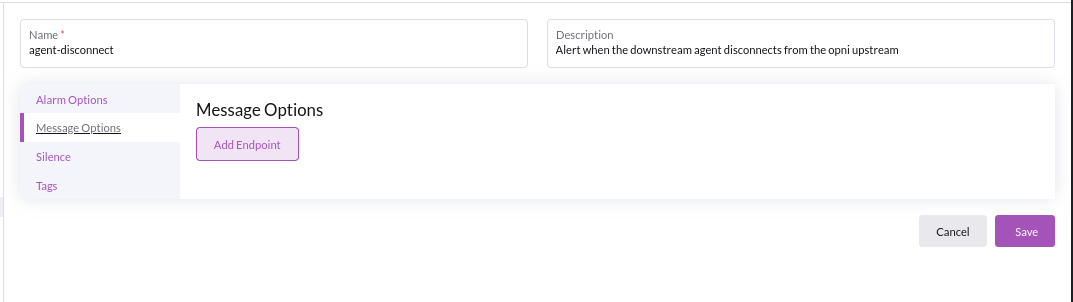 Name *
agent-disconnect
Description
Alert when the downstream agent disconnects from the opni upstream
Alarm Options
Message Options
Silence
Tags
Message Options
Add Endpoint
Cancel
Save